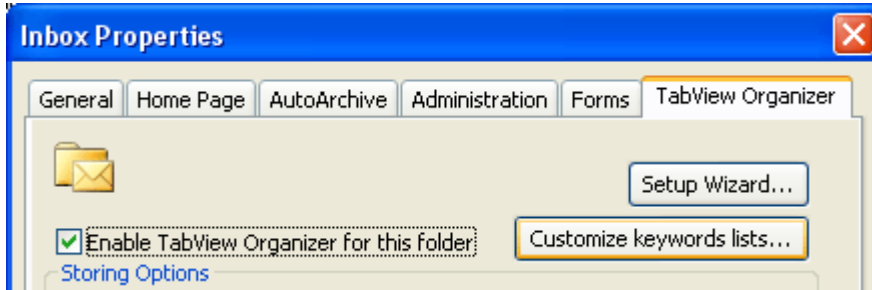 Inbox Properties
General Home Page AutoArchive Administration Forms TabView Organizer
Setup Wizard...
Enable TabView Organizer for this folder Customize keywords lists...
Storing Options